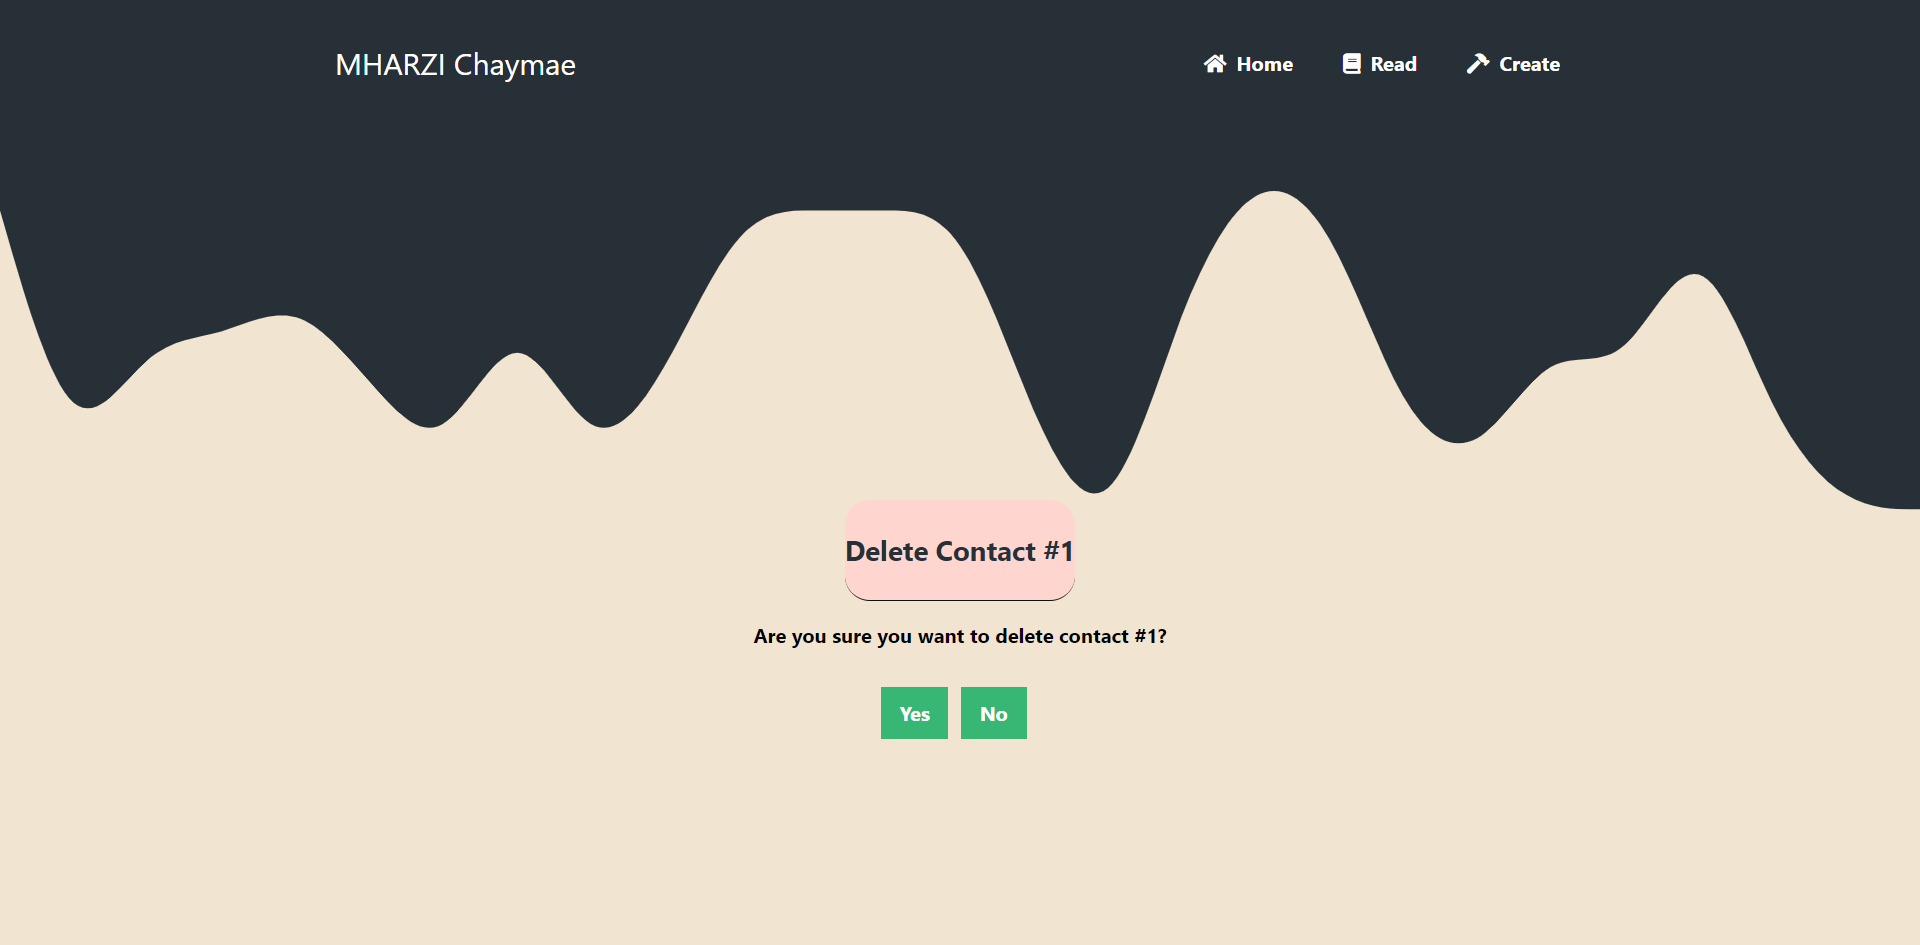 MHARZI Chaymae
Home Read Create
Delete Contact #1
Are you sure you want to delete contact #1?
Yes No